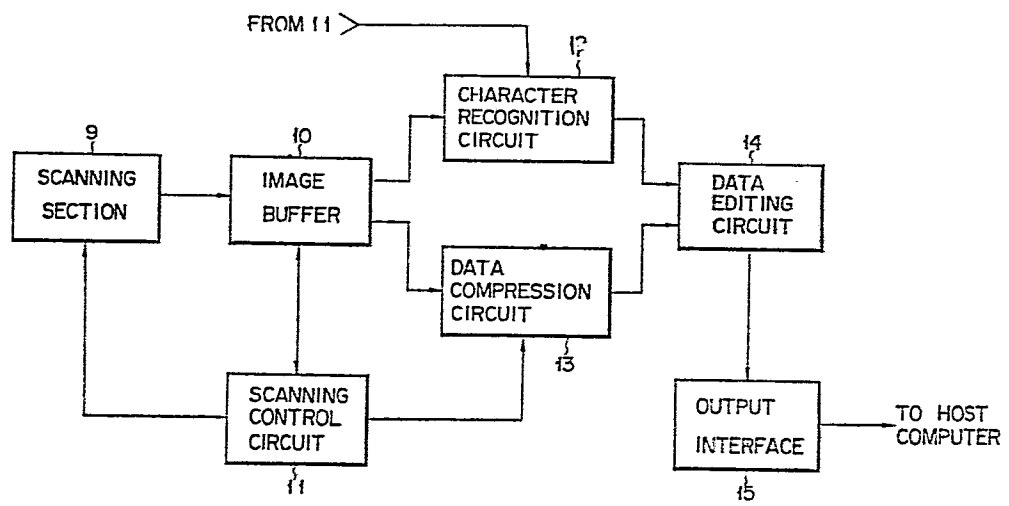 FROM 11
12
CHARACTER
RECOGNITION
CIRCUIT
9
SCANNING
SECTION
10
IMAGE
BUFFER
14
DATA
EDITING
CIRCUIT
DATA
COMPRESSION
CIRCUIT
13
SCANNING
CONTROL
CIRCUIT
11
OUTPUT
INTERFACE
15
TO HOST
COMPUTER